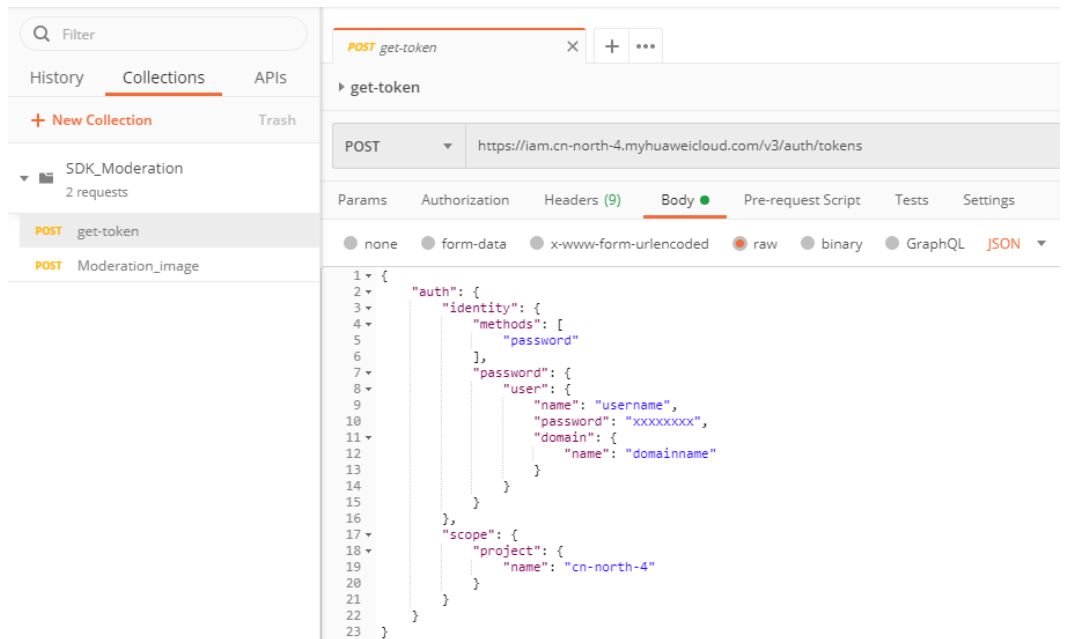 Filter
History Collections APIs
+ New Collection Trash
SDK_Moderation
2 requests
POST get-token
POST Moderation_image
POST get-token × + •••
get-token
POST https://iam.cn-north-4.myhuaweicloud.com/v3/auth/tokens
Params Authorization Headers (9) Body Pre-request Script Tests Settings
none form-data x-www-form-urlencoded raw binary GraphQL JSON
1 {
2 "auth": {
3 "identity": {
4 "methods": [
5 "password"
6 ],
7 "password": {
8 "user": {
9 "name": "username",
10 "password": "xxxxxxxx",
11 "domain": {
12 "name": "domainname"
13 }
14 }
15 }
16 },
17 "scope": {
18 "project": {
19 "name": "cn-north-4"
20 }
21 }
22 }
23 }